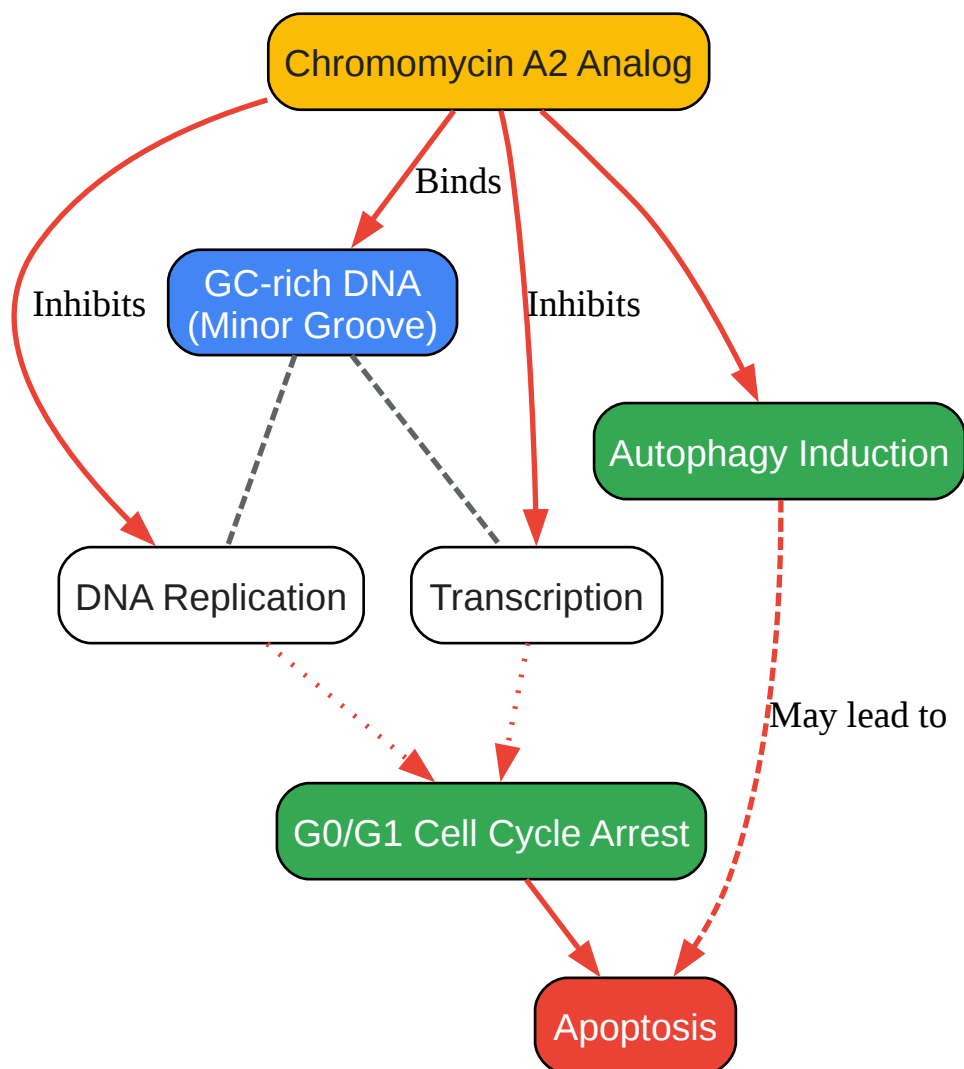 Chromomycin A2 Analog
Binds
GC-rich DNA
(Minor Groove)
Inhibits
Inhibits
Autophagy Induction
DNA Replication
Transcription
May lead to
G0/G1 Cell Cycle Arrest
Apoptosis